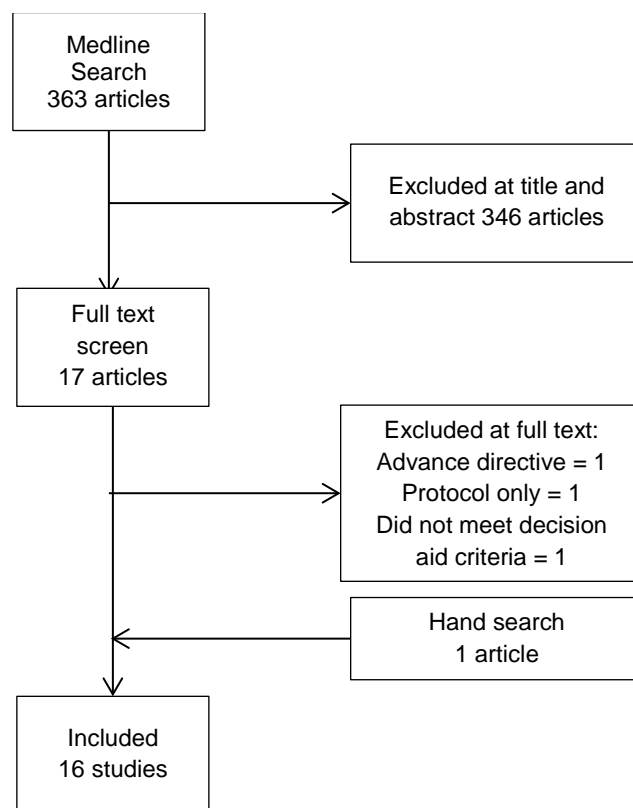 Medline
Search
363 articles
Excluded at title and
abstract 346 articles
Full text
screen
17 articles
Excluded at full text:
Advance directive = 1
Protocol only = 1
Did not meet decision
aid criteria = 1
Hand search
1 article
Included
16 studies